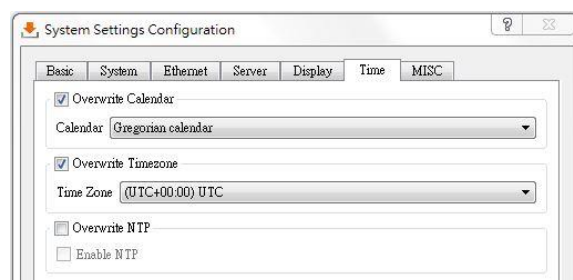 System Settings Configuration
Basic System Ethernet Server Display Time MISC
Overwrite Calendar
Calendar Gregorian calendar
Overwrite Timezone
Time Zone (UTC+00:00) UTC
Overwrite NTP
Enable NTP